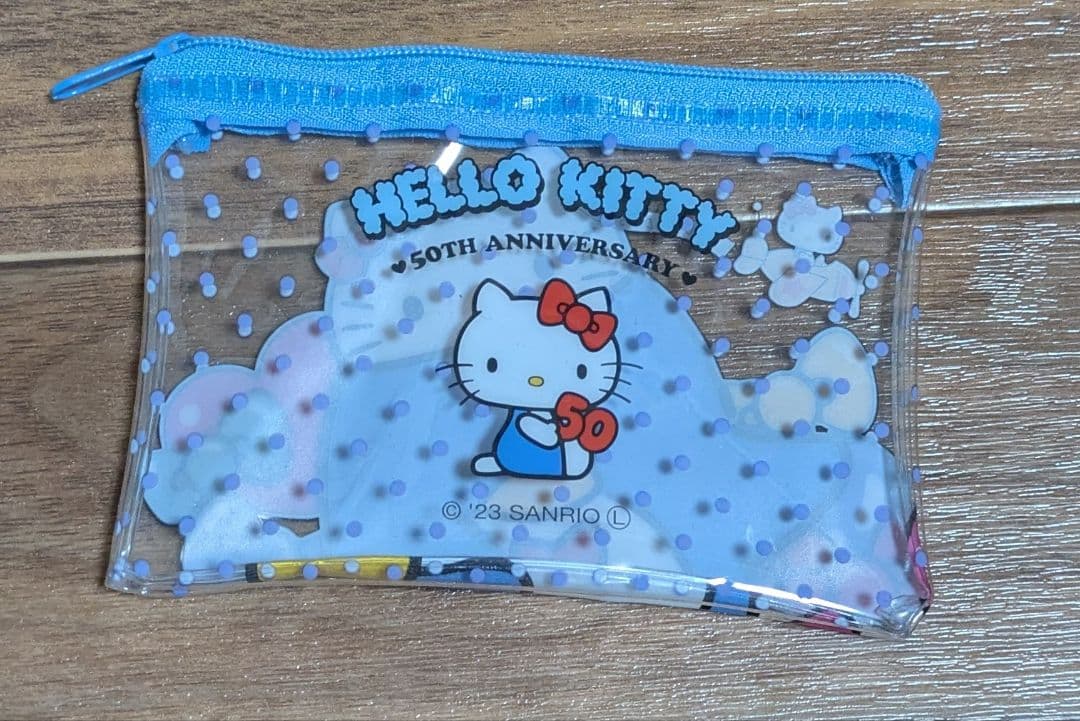 HELLO KITTY
♥50TH ANNIVERSARY♥
50
© '23 SANRIO Ⓛ